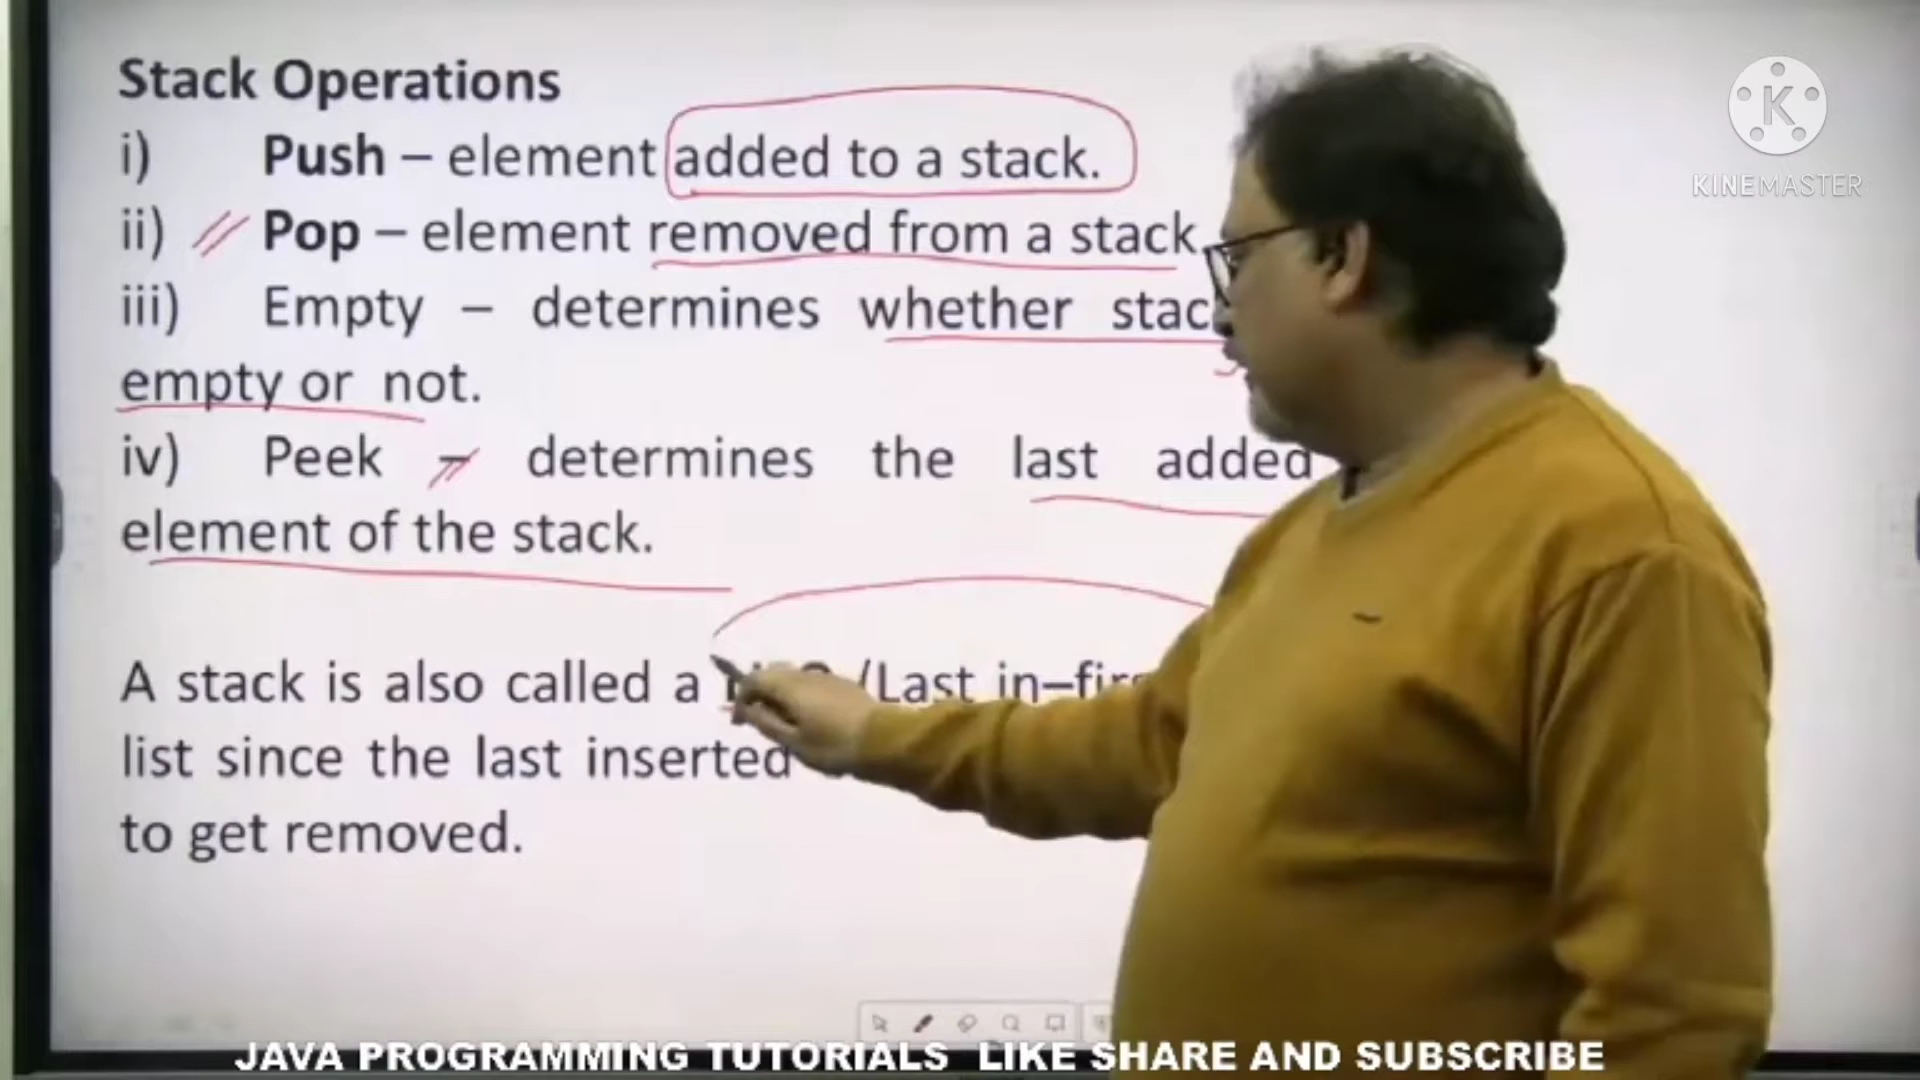 Stack Operations
i) Push – element added to a stack.
ii) Pop – element removed from a stack.
iii) Empty – determines whether
empty or not.
iv) Peek – determines the last added
element of the stack.
A stack is also called a (Last in–
list since the last inserted
to get removed.
K
KINEMASTER
JAVA PROGRAMMING TUTORIALS LIKE SHARE AND SUBSCRIBE